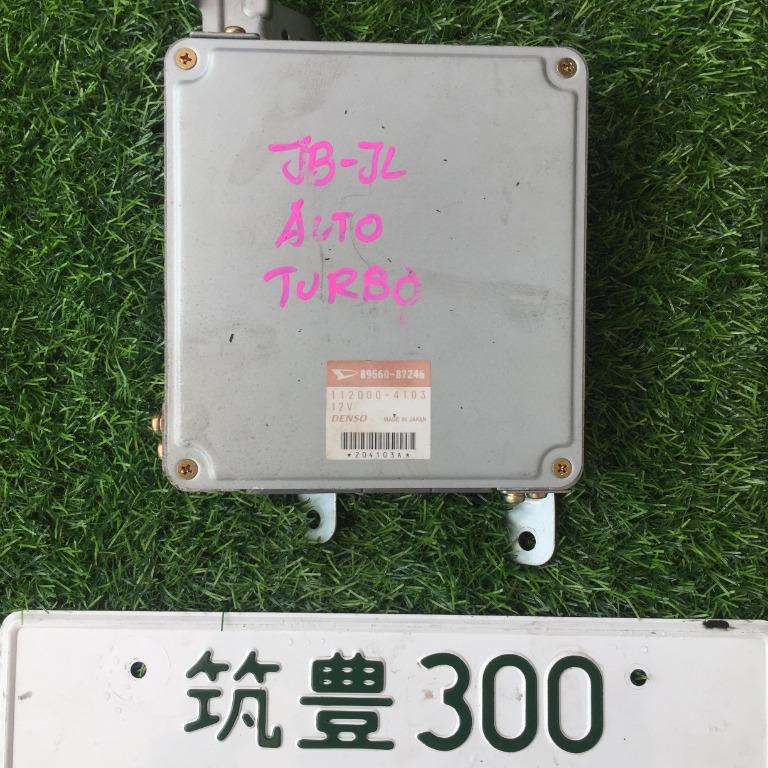 JB-JL
AUTO
TURBO
89560-87246
112000-4103
12V
DENSO MADE IN JAPAN
*204103A*
筑豊300